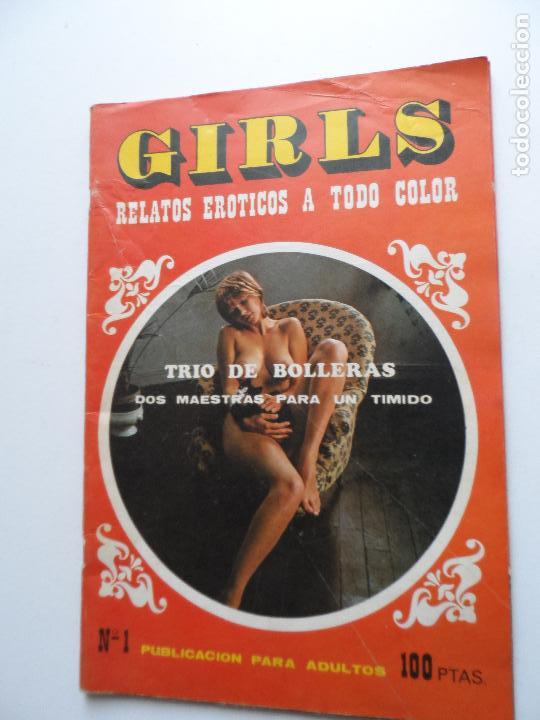 GIRLS
RELATOS EROTICOS A TODO COLOR
TRIO DE BOLLERAS
DOS MAESTRAS PARA UN TIMIDO
Nº 1
PUBLICACION PARA ADULTOS
100 PTAS.
todocoleccion